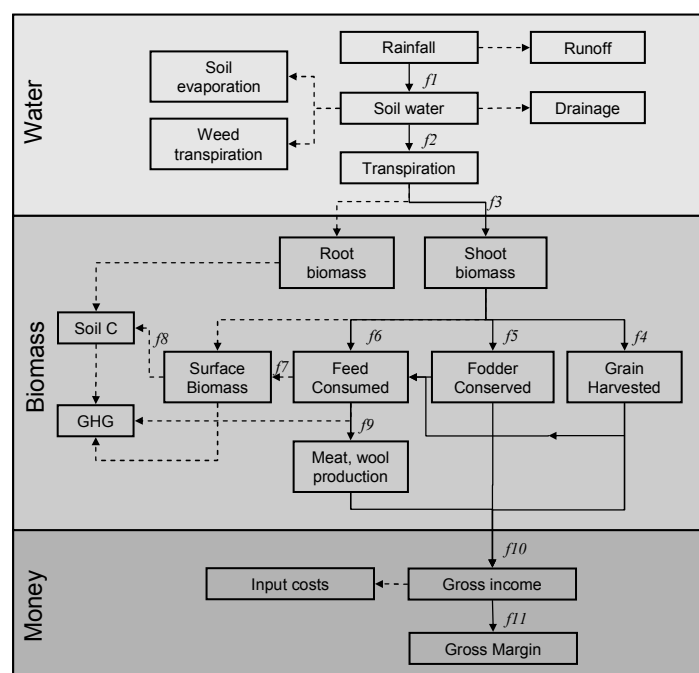 Water
Rainfall
Runoff
Soil
evaporation
f1
Soil water
Drainage
Weed
transpiration
f2
Transpiration
f3
Biomass
Root
biomass
Shoot
biomass
Soil C
f8
f6
f5
f4
Surface
Biomass
f7
Feed
Consumed
Fodder
Conserved
Grain
Harvested
GHG
f9
Meat, wool
production
Money
f10
Input costs
Gross income
f11
Gross Margin